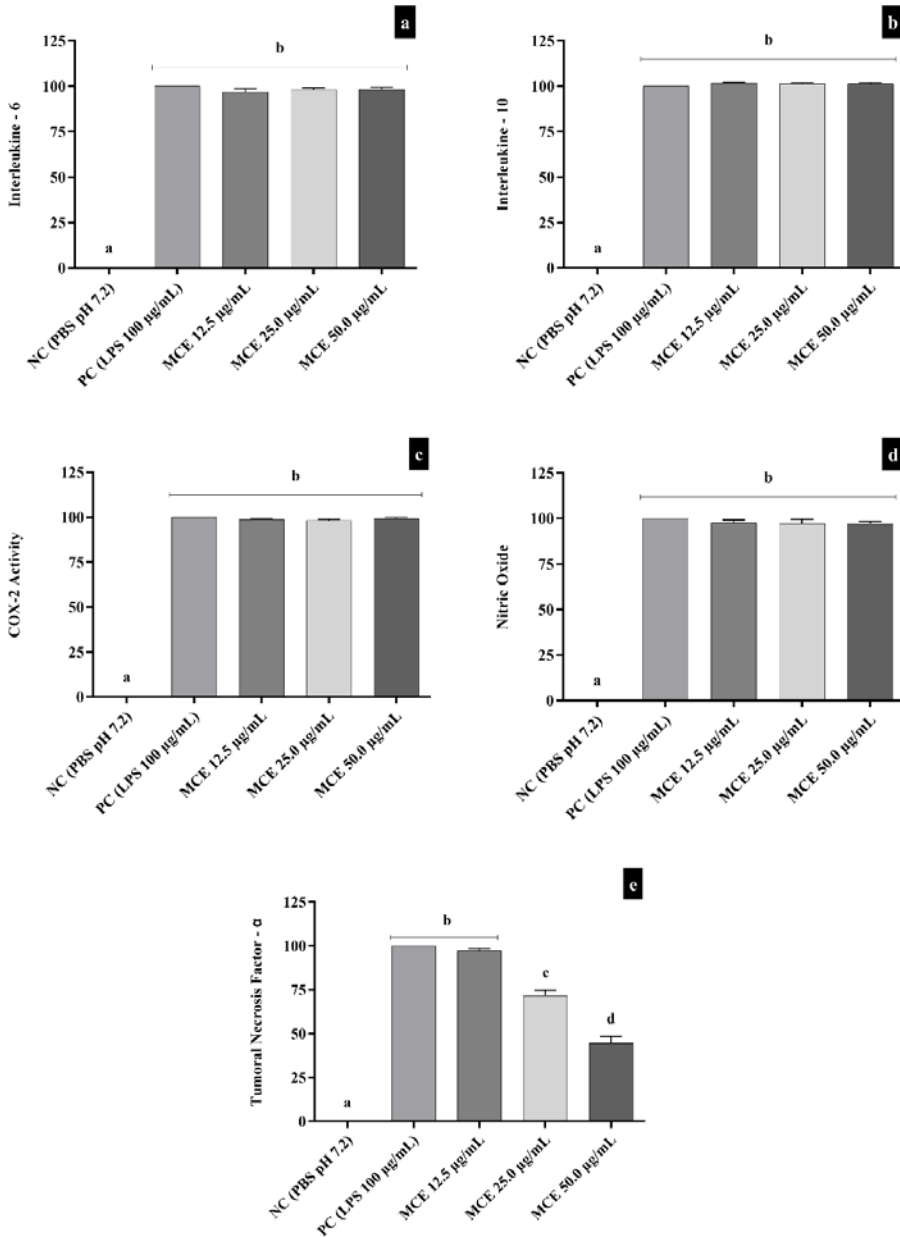 a
Interleukine - 6
125
100
75
50
25
0
a
b
NC (PBS pH 7.2)
PC (LPS 100 µg/mL)
MCE 12.5 µg/mL
MCE 25.0 µg/mL
MCE 50.0 µg/mL
b
Interleukine - 10
125
100
75
50
25
0
a
b
NC (PBS pH 7.2)
PC (LPS 100 µg/mL)
MCE 12.5 µg/mL
MCE 25.0 µg/mL
MCE 50.0 µg/mL
c
COX-2 Activity
125
100
75
50
25
0
a
b
NC (PBS pH 7.2)
PC (LPS 100 µg/mL)
MCE 12.5 µg/mL
MCE 25.0 µg/mL
MCE 50.0 µg/mL
d
Nitric Oxide
125
100
75
50
25
0
a
b
NC (PBS pH 7.2)
PC (LPS 100 µg/mL)
MCE 12.5 µg/mL
MCE 25.0 µg/mL
MCE 50.0 µg/mL
e
Tumoral Necrosis Factor - α
125
100
75
50
25
0
a
b
c
d
NC (PBS pH 7.2)
PC (LPS 100 µg/mL)
MCE 12.5 µg/mL
MCE 25.0 µg/mL
MCE 50.0 µg/mL